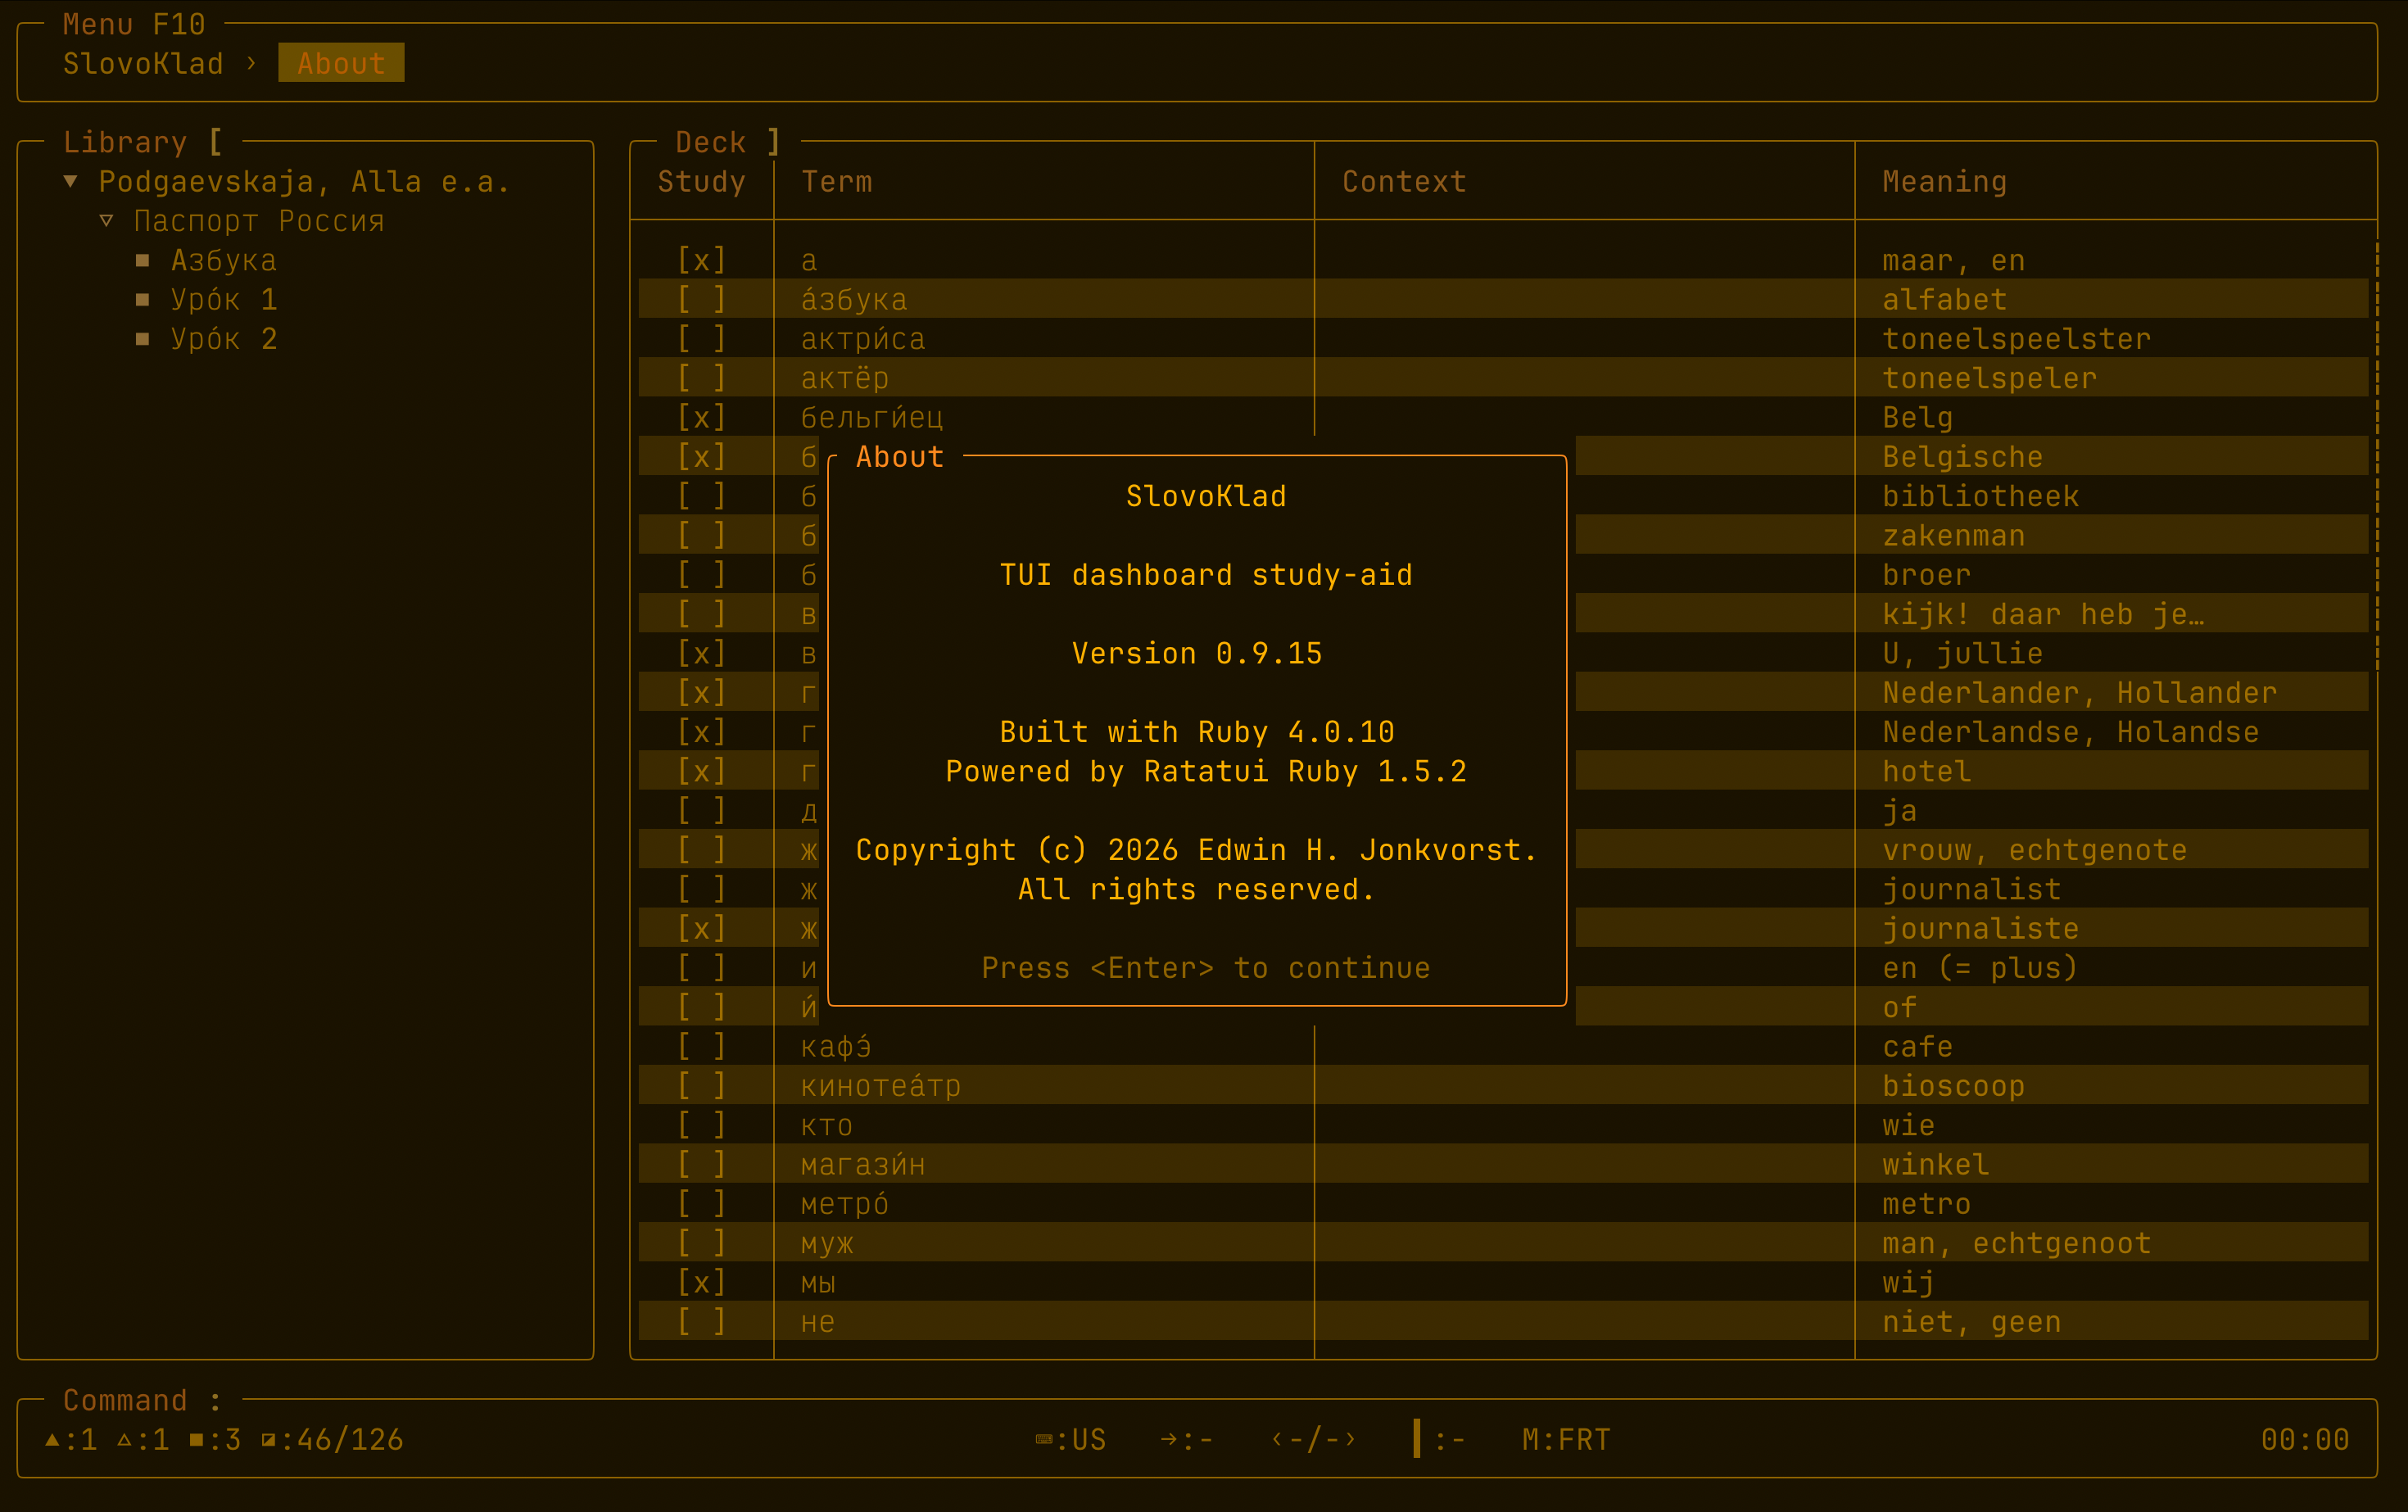 Menu F10
SlovoKlad › About
Library [
▼ Podgaevskaja, Alla e.a.
▽ Паспорт Россия
■ Азбука
■ Уро́к 1
■ Уро́к 2
Deck ]
Study Term Context Meaning
[x] а maar, en
[ ] а́збука alfabet
[ ] актри́са toneelspeelster
[ ] актёр toneelspeler
[x] бельги́ец Belg
[x] б Belgische
[ ] б bibliotheek
[ ] б zakenman
[ ] б broer
[ ] в kijk! daar heb je…
[x] в U, jullie
[x] г Nederlander, Hollander
[x] г Nederlandse, Holandse
[x] г hotel
[ ] д ja
[ ] ж vrouw, echtgenote
[ ] ж journalist
[x] ж journaliste
[ ] и en (= plus)
[ ] и́ of
[ ] кафэ́ cafe
[ ] кинотеа́тр bioscoop
[ ] кто wie
[ ] магази́н winkel
[ ] метро́ metro
[ ] муж man, echtgenoot
[x] мы wij
[ ] не niet, geen
About
SlovoKlad
TUI dashboard study-aid
Version 0.9.15
Built with Ruby 4.0.10
Powered by Ratatui Ruby 1.5.2
Copyright (c) 2026 Edwin H. Jonkvorst.
All rights reserved.
Press <Enter> to continue
Command :
▲:1 △:1 ■:3 ◪:46/126 ⌨:US →:- ‹-/-› ▌:- M:FRT 00:00